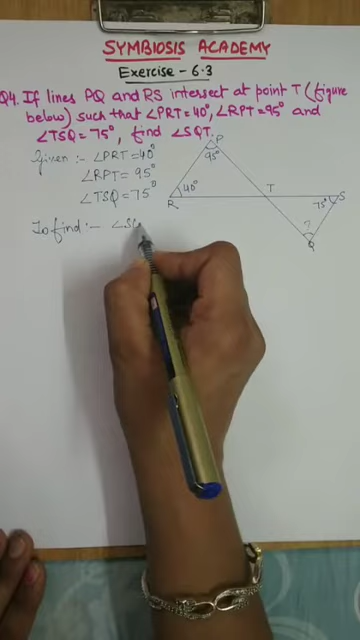 SYMBIOSIS ACADEMY
Exercise - 6.3
Q4. If lines PQ and RS intersect at point T (figure
below) such that ∠PRT = 40°, ∠RPT = 95° and
∠TSQ = 75°, find ∠SQT.
Given :- ∠PRT = 40°
∠RPT = 95°
∠TSQ = 75°
To find :- ∠SQ
P
95°
40°
R
T
S
75°
?
Q